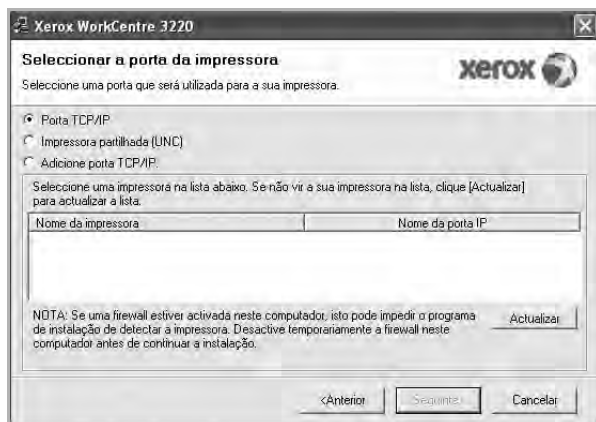 Xerox WorkCentre 3220
Seleccionar a porta da impressora
Seleccione uma porta que será utilizada para a sua impressora.
xerox
Porta TCP/IP
Impressora partilhada (UNC)
Adicione porta TCP/IP.
Seleccione uma impressora na lista abaixo. Se não vir a sua impressora na lista, clique [Actualizar]
para actualizar a lista.
Nome da impressora Nome da porta IP
NOTA: Se uma firewall estiver activada neste computador, isto pode impedir o programa
de instalação de detectar a impressora. Desactive temporariamente a firewall neste
computador antes de continuar a instalação.
Actualizar
<Anterior Seguinte> Cancelar